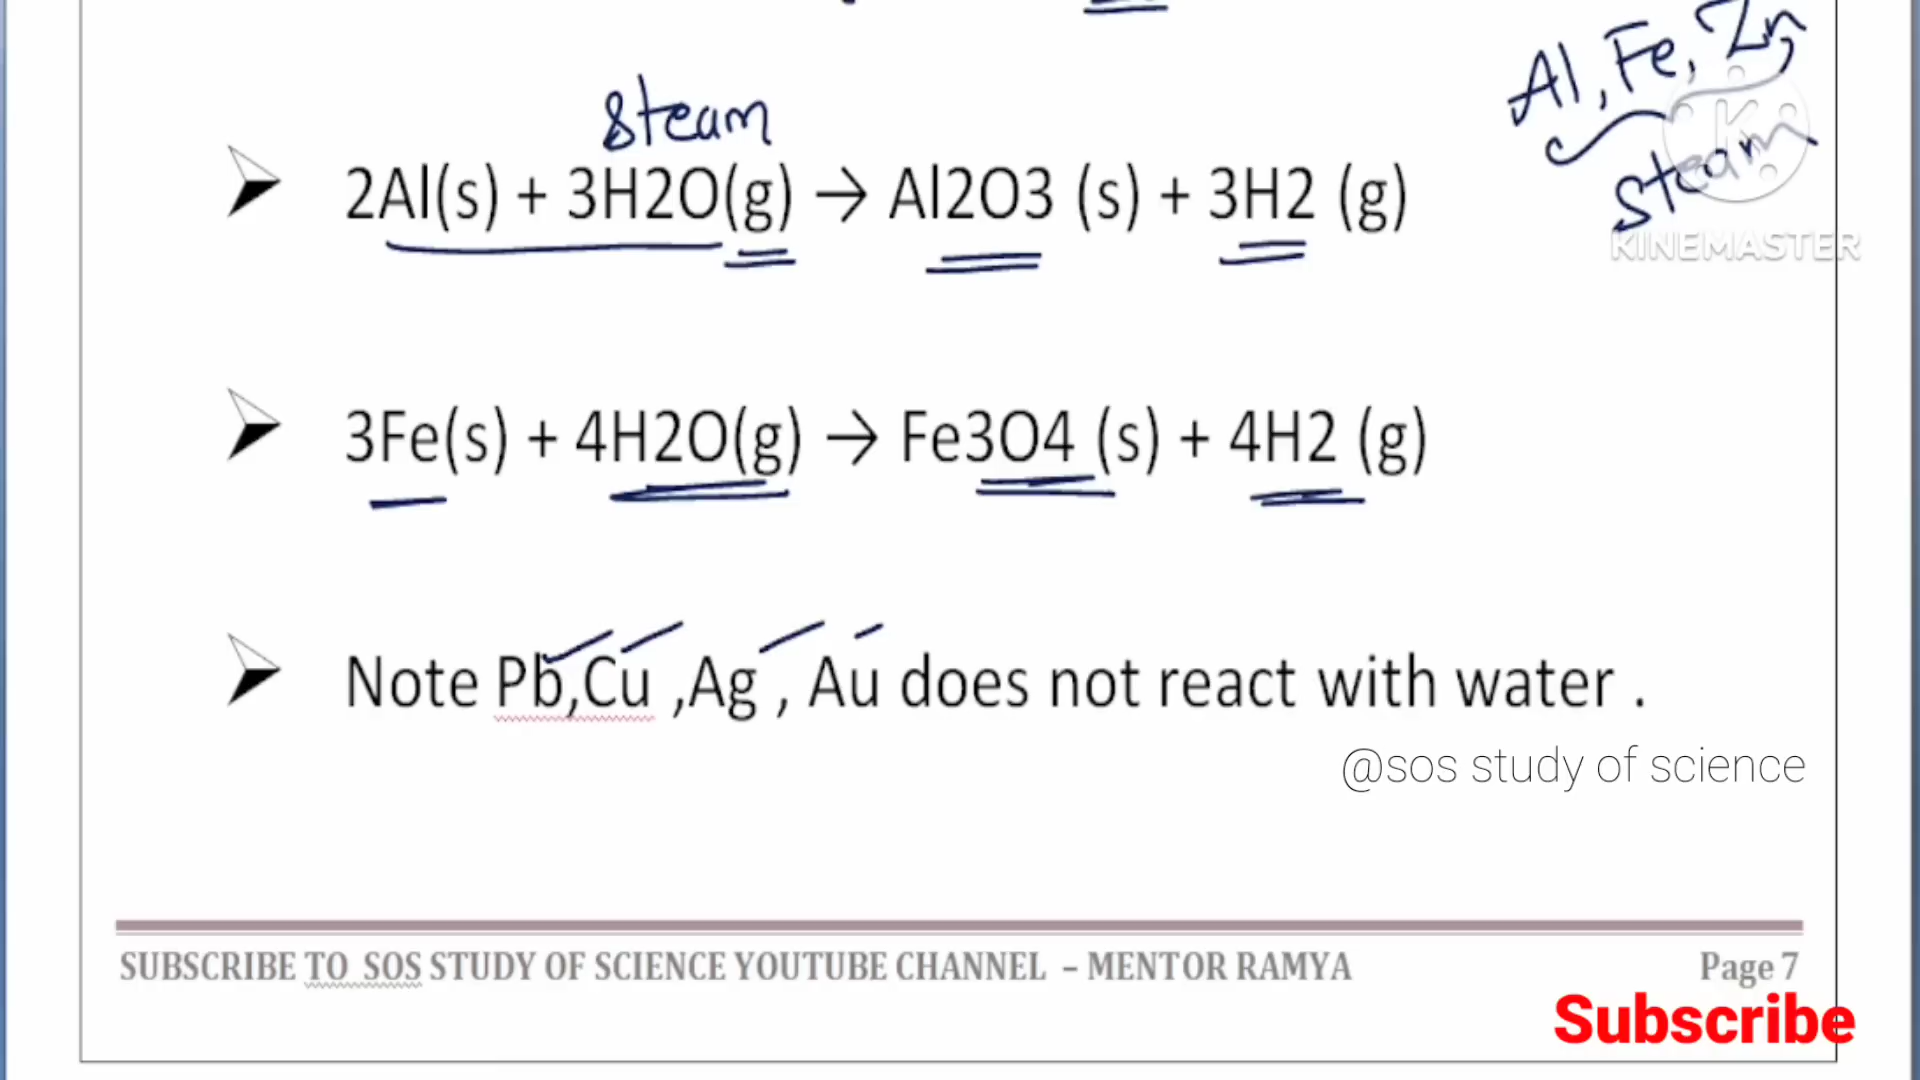 Al, Fe, Zn,
steam
steam
KINEMASTER
2Al(s) + 3H2O(g) → Al2O3 (s) + 3H2 (g)
3Fe(s) + 4H2O(g) → Fe3O4 (s) + 4H2 (g)
Note Pb,Cu ,Ag , Au does not react with water .
@sos study of science
SUBSCRIBE TO SOS STUDY OF SCIENCE YOUTUBE CHANNEL – MENTOR RAMYA Page 7
Subscribe